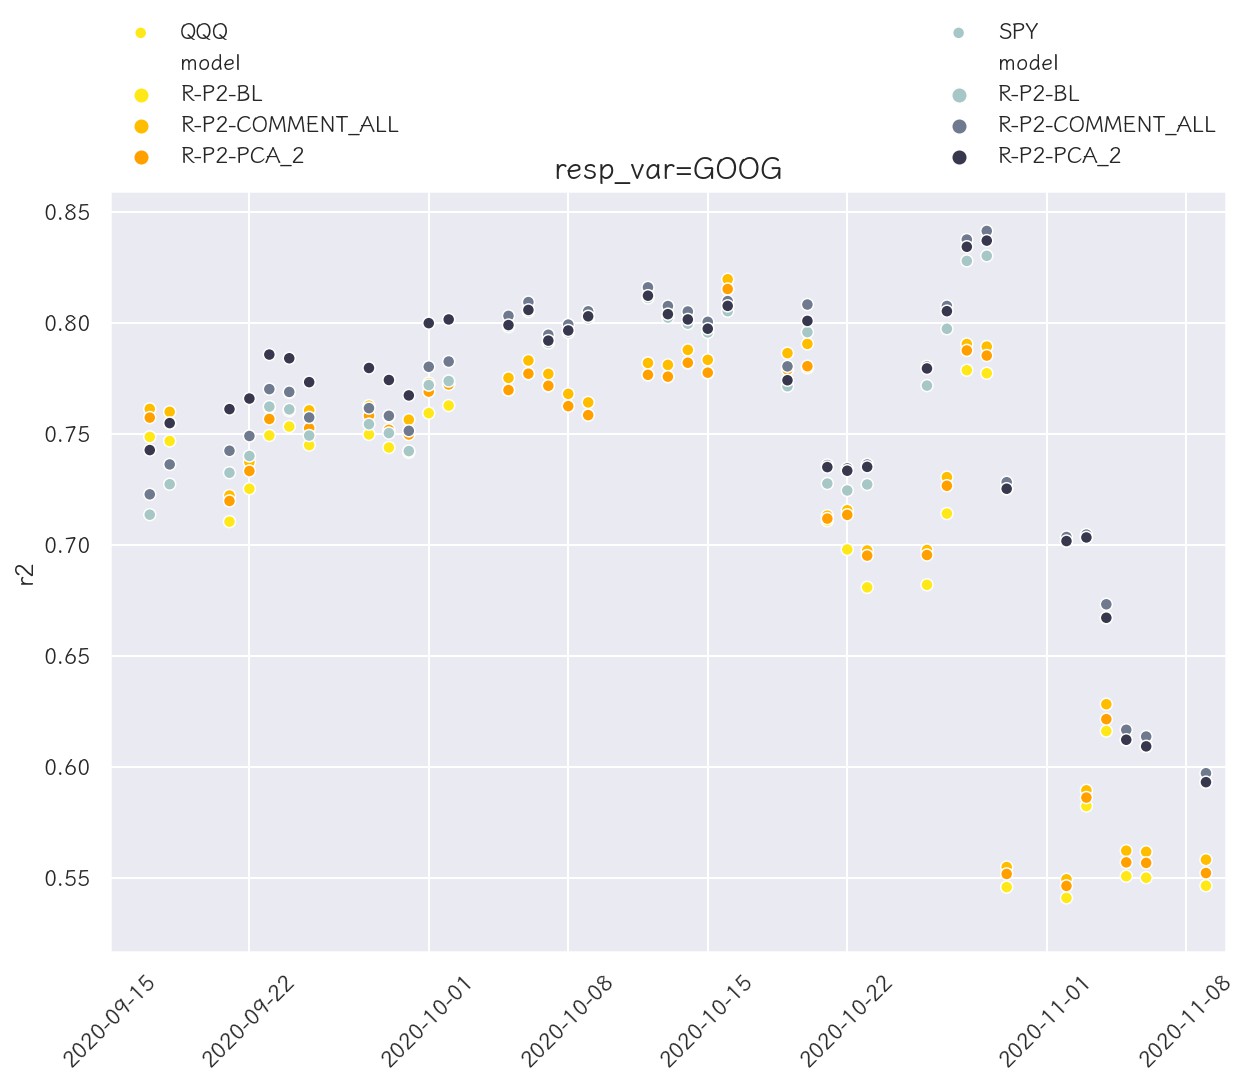 QQQ
model
R-P2-BL
R-P2-COMMENT_ALL
R-P2-PCA_2
SPY
model
R-P2-BL
R-P2-COMMENT_ALL
R-P2-PCA_2
resp_var=GOOG
0.85
0.80
0.75
0.70
0.65
0.60
0.55
r2
2020-09-15
2020-09-22
2020-10-01
2020-10-08
2020-10-15
2020-10-22
2020-11-01
2020-11-08